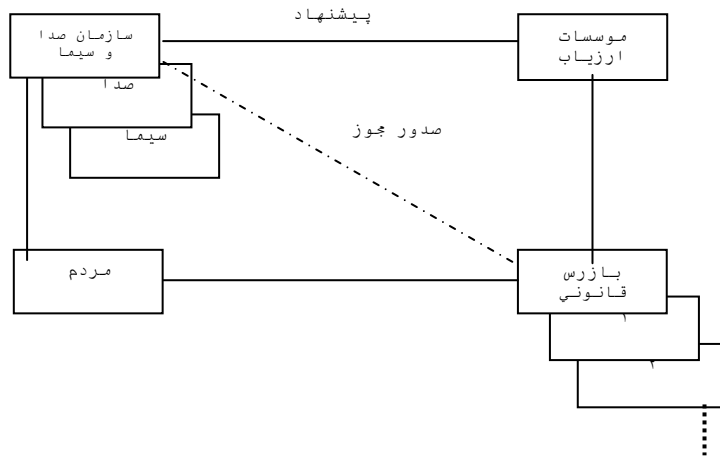 پیشنهاد
سازمان صدا
و سیما
موسسات
ارزیاب
صدا
صدور مجوز
سیما
مردم
بازرس
قانوني
۱
۲